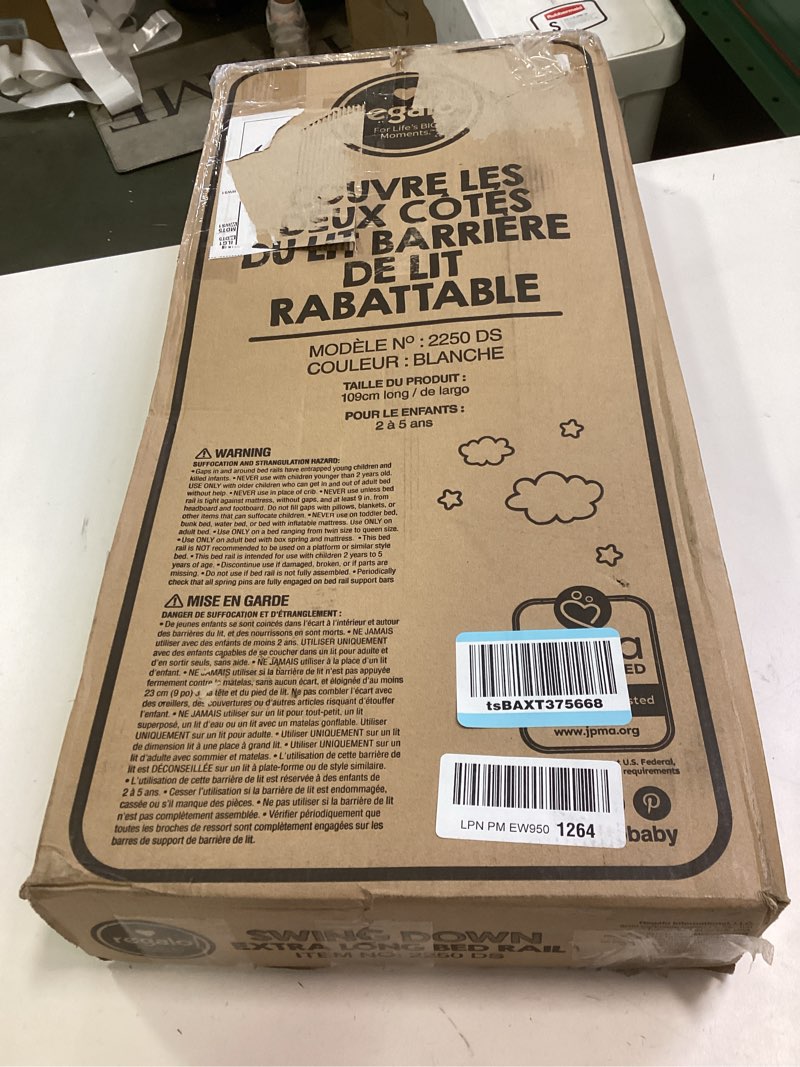 Rubbermaid
S
ME
regalo
For Life's BIG
Moments.
OUVRE LES
DEUX CÔTÉS
DU LIT BARRIÈRE
DE LIT
RABATTABLE
MODÈLE Nº : 2250 DS
COULEUR : BLANCHE
TAILLE DU PRODUIT :
109cm long / de largo
POUR LE ENFANTS :
2 à 5 ans
WARNING
SUFFOCATION AND STRANGULATION HAZARD:
• Gaps in and around bed rails have entrapped young children and
killed infants. • NEVER use with children younger than 2 years old.
USE ONLY with older children who can get in and out of adult bed
without help. • NEVER use in place of crib. • NEVER use unless bed
rail is tight against mattress, without gaps, and at least 9 in. from
headboard and footboard. Do not fill gaps with pillows, blankets, or
other items that can suffocate children. • NEVER use on toddler bed,
bunk bed, water bed, or bed with inflatable mattress. Use ONLY on
adult bed. • Use ONLY on a bed ranging from twin size to queen size.
• Use ONLY on adult bed with box spring and mattress. • This bed
rail is NOT recommended to be used on a platform or similar style
bed. • This bed rail is intended for use with children 2 years to 5
years of age. • Discontinue use if damaged, broken, or if parts are
missing. • Do not use if bed rail is not fully assembled. • Periodically
check that all spring pins are fully engaged on bed rail support bars
MISE EN GARDE
DANGER DE SUFFOCATION ET D'ÉTRANGLEMENT :
• De jeunes enfants se sont coincés dans l'écart à l'intérieur et autour
des barrières du lit, et des nourrissons en sont morts. • NE JAMAIS
utiliser avec des enfants de moins 2 ans. UTILISER UNIQUEMENT
avec des enfants capables de se coucher dans un lit pour adulte et
d'en sortir seuls, sans aide. • NE JAMAIS utiliser à la place d'un lit
d'enfant. • NE JAMAIS utiliser si la barrière de lit n'est pas appuyée
fermement contre matelas, sans aucun écart, et éloignée d'au moins
23 cm (9 po) tête et du pied de lit. Ne pas combler l'écart avec
des oreillers, des couvertures ou d'autres articles risquant d'étouffer
l'enfant. • NE JAMAIS utiliser sur un lit pour tout-petit, un lit
superposé, un lit d'eau ou un lit avec un matelas gonflable. Utiliser
UNIQUEMENT sur un lit pour adulte. • Utiliser UNIQUEMENT sur un lit
de dimension lit à une place à grand lit. • Utiliser UNIQUEMENT sur un
lit d'adulte avec sommier et matelas. • L'utilisation de cette barrière de
lit est DÉCONSEILLÉE sur un lit à plate-forme ou de style similaire.
• L'utilisation de cette barrière de lit est réservée à des enfants de
2 à 5 ans. • Cesser l'utilisation si la barrière de lit est endommagée,
cassée ou s'il manque des pièces. • Ne pas utiliser si la barrière de lit
n'est pas complètement assemblée. • Vérifier périodiquement que
toutes les broches de ressort sont complètement engagées sur les
barres de support de barrière de lit.
a
ED
sted
tsBAXT375668
www.jpma.org
U.S. Federal,
requirements
LPN PM EW950 1264
baby
regalo
SWING DOWN
EXTRA LONG BED RAIL
ITEM NO: 2250 DS